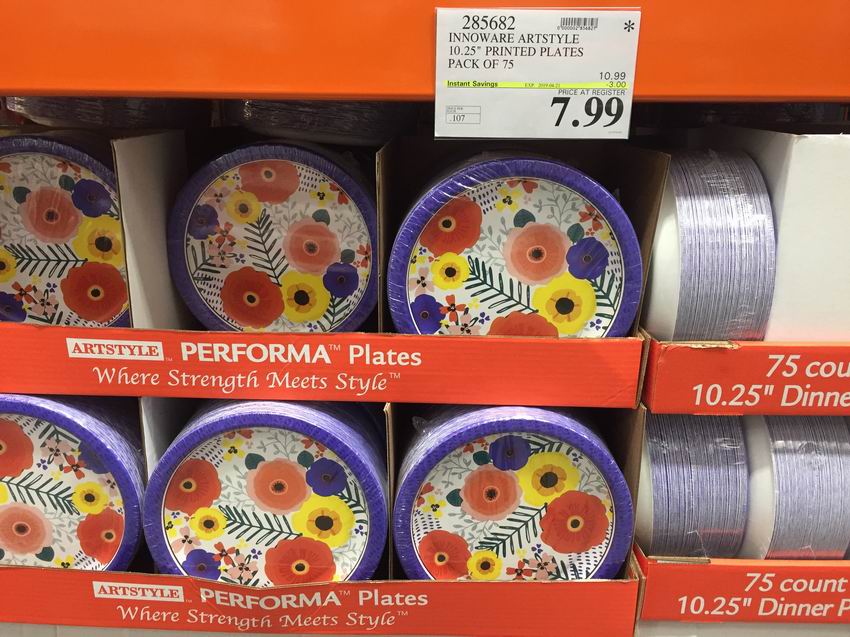 285682
*
INNOWARE ARTSTYLE
10.25" PRINTED PLATES
PACK OF 75
10.99
Instant Savings
-3.00
PRICE AT REGISTER
7.99
.107
ARTSTYLE™ PERFORMA™ Plates
Where Strength Meets Style™
75 cou
10.25" Dinne
ARTSTYLE™ PERFORMA™ Plates
Where Strength Meets Style™
75 count
10.25" Dinner P